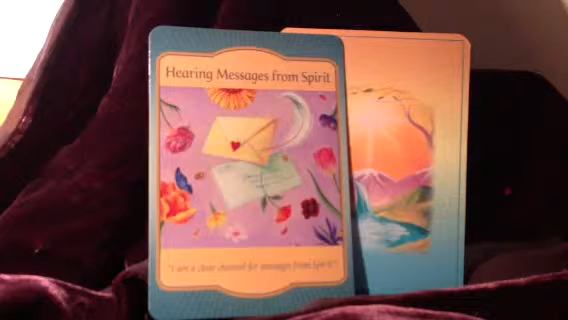 Hearing Messages from Spirit
"I am a clear channel for messages from Spirit."